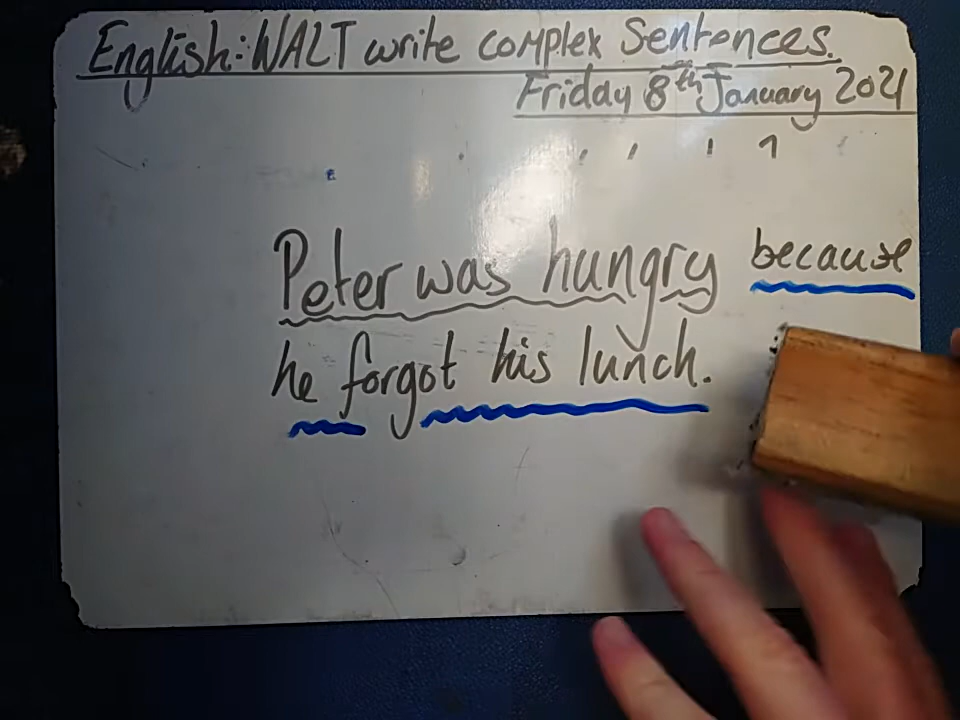 English: WALT write complex Sentences.
Friday 8th January 2021
Peter was hungry because
he forgot his lunch.